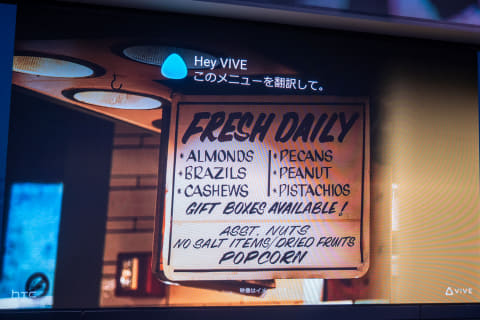 Hey VIVE
このメニューを翻訳して。
FRESH DAILY
• ALMONDS • PECANS
• BRAZILS • PEANUT
• CASHEWS • PISTACHIOS
GIFT BOXES AVAILABLE!
ASST. NUTS
NO SALT ITEMS/DRIED FRUITS
POPCORN
hTC
VIVE